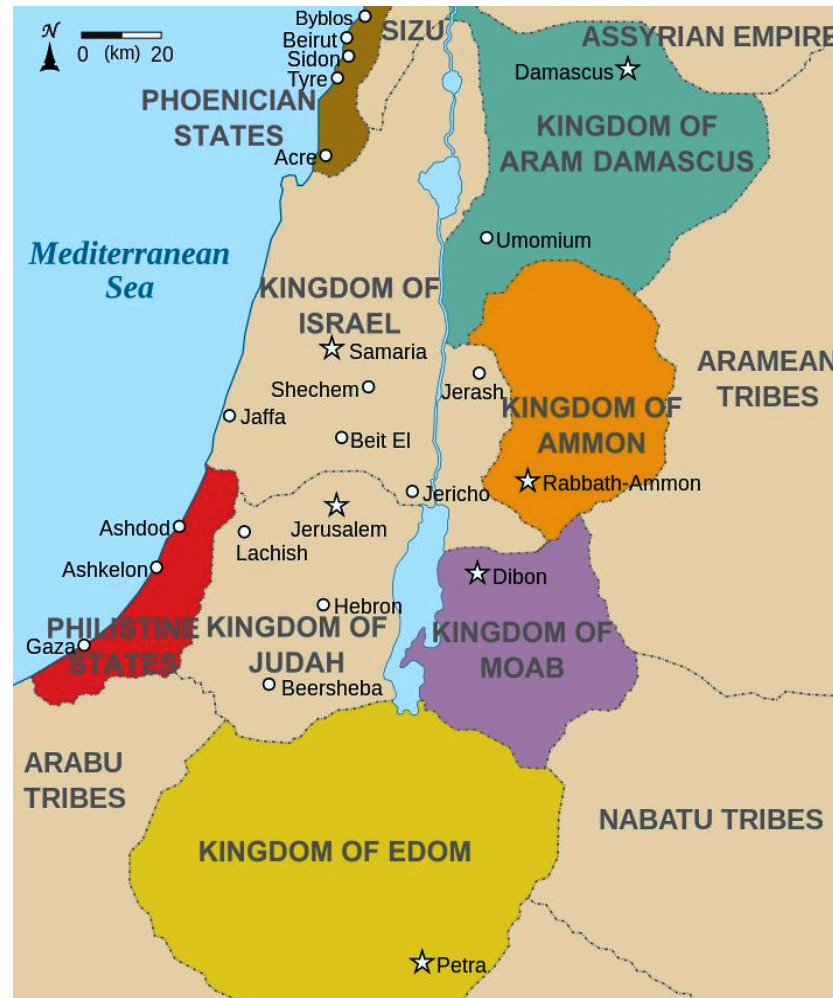 Byblos
SIZU
ASSYRIAN EMPIRE
N
0 (km) 20
Beirut
Sidon
Tyre
Damascus
PHOENICIAN
STATES
KINGDOM OF
ARAM DAMASCUS
Acre
Umomium
Mediterranean
Sea
KINGDOM OF
ISRAEL
Samaria
ARAMEAN
TRIBES
Shechem
Jerash
Jaffa
KINGDOM OF
AMMON
Beit El
Rabbath-Ammon
Jericho
Ashdod
Jerusalem
Lachish
Ashkelon
Dibon
Hebron
PHILISTINE
STATES
Gaza
KINGDOM OF
JUDAH
KINGDOM OF
MOAB
Beersheba
ARABU
TRIBES
NABATU TRIBES
KINGDOM OF EDOM
Petra